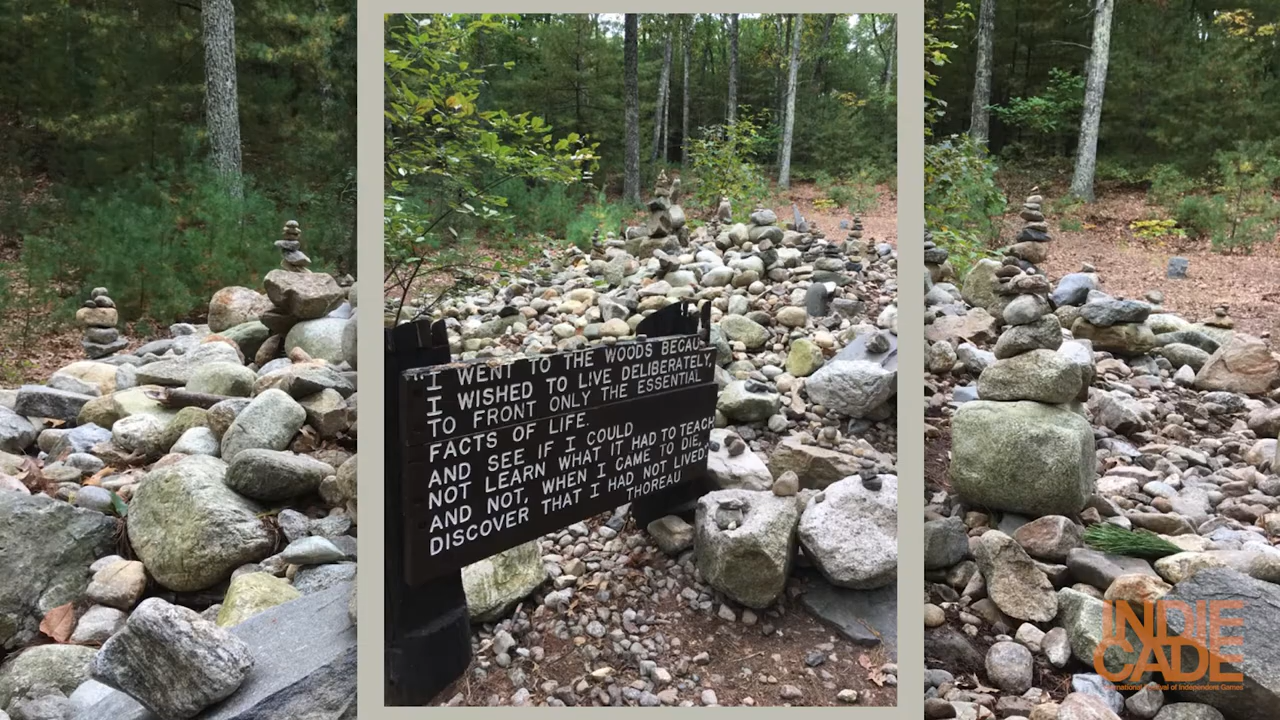 "I WENT TO THE WOODS BECAU
I WISHED TO LIVE DELIBERATELY,
TO FRONT ONLY THE ESSENTIAL
FACTS OF LIFE.
AND SEE IF I COULD
NOT LEARN WHAT IT HAD TO TEACH
AND NOT, WHEN I CAME TO DIE,
DISCOVER THAT I HAD NOT LIVED."
THOREAU
INDIE
CADE
International Festival of Independent Games